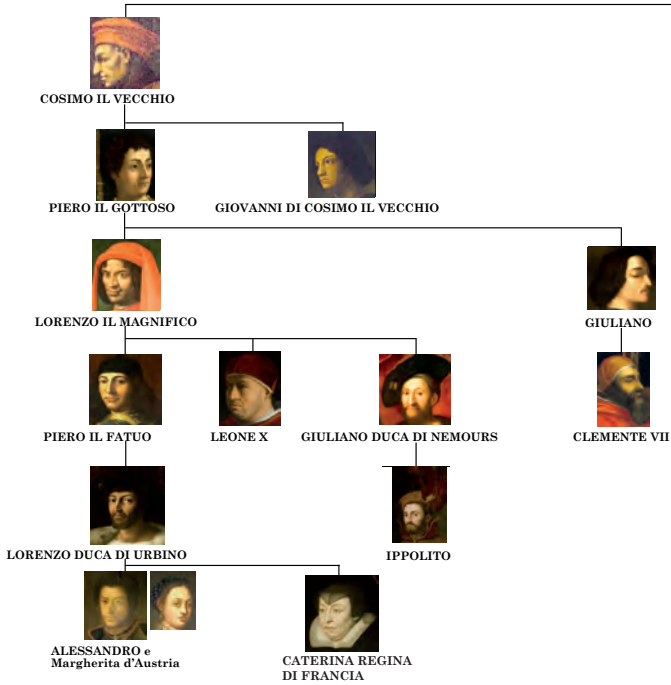 COSIMO IL VECCHIO
PIERO IL GOTTOSO
GIOVANNI DI COSIMO IL VECCHIO
LORENZO IL MAGNIFICO
GIULIANO
PIERO IL FATUO
LEONE X
GIULIANO DUCA DI NEMOURS
CLEMENTE VII
LORENZO DUCA DI URBINO
IPPOLITO
ALESSANDRO e
Margherita d'Austria
CATERINA REGINA
DI FRANCIA